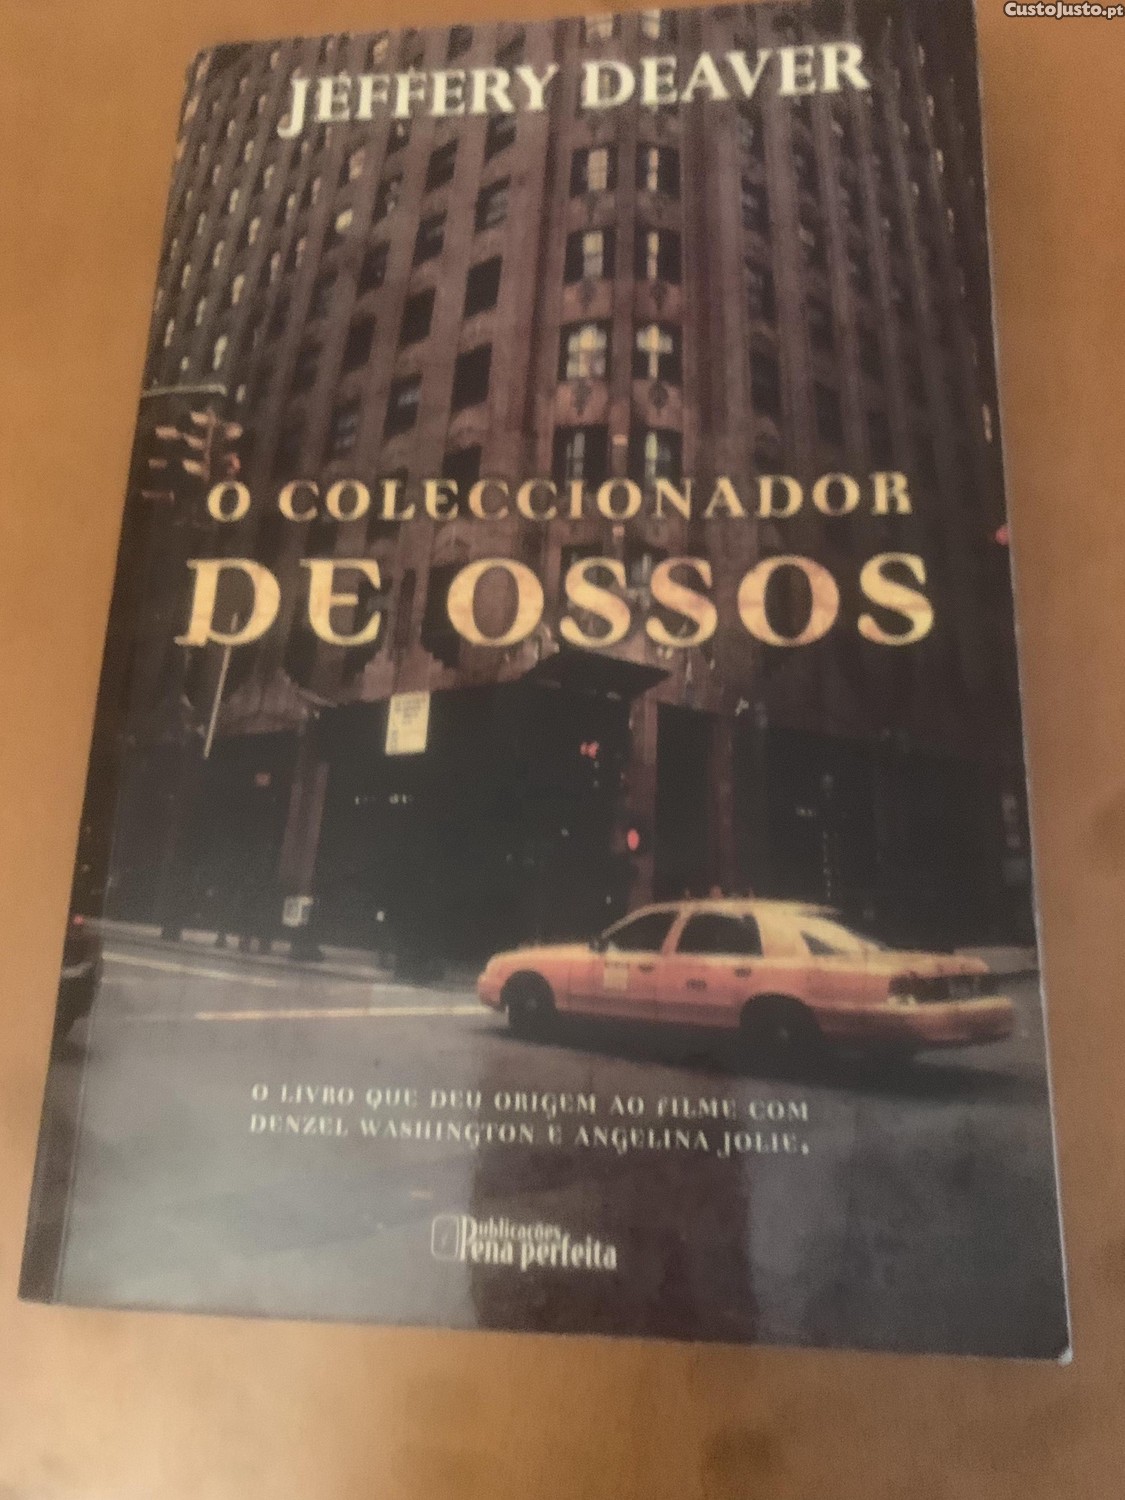 CustoJusto.pt
JEFFERY DEAVER
O COLECCIONADOR
DE OSSOS
O LIVRO QUE DEU ORIGEM AO FILME COM
DENZEL WASHINGTON E ANGELINA JOLIE.
Publicações
Pena perfeita